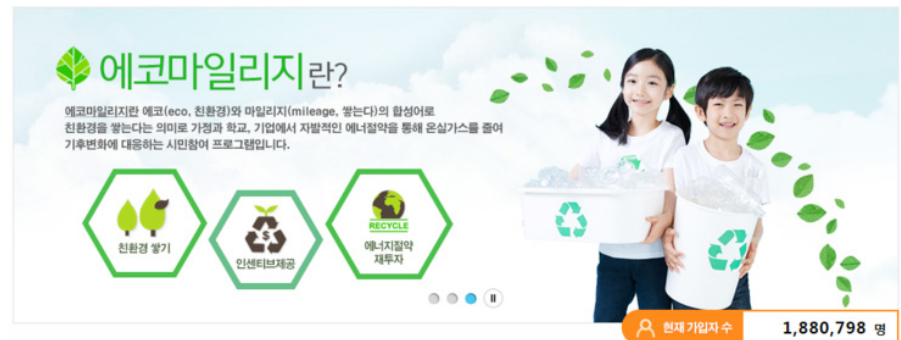 에코마일리지란?
에코마일리지란 에코(eco, 친환경)와 마일리지(mileage, 쌓는다)의 합성어로
친환경을 쌓는다는 의미로 가정과 학교, 기업에서 자발적인 에너지절약을 통해 온실가스를 줄여
기후변화에 대응하는 시민참여 프로그램입니다.
친환경 쌓기
$
인센티브제공
RECYCLE
에너지절약
재투자
현재 가입자 수 1,880,798 명